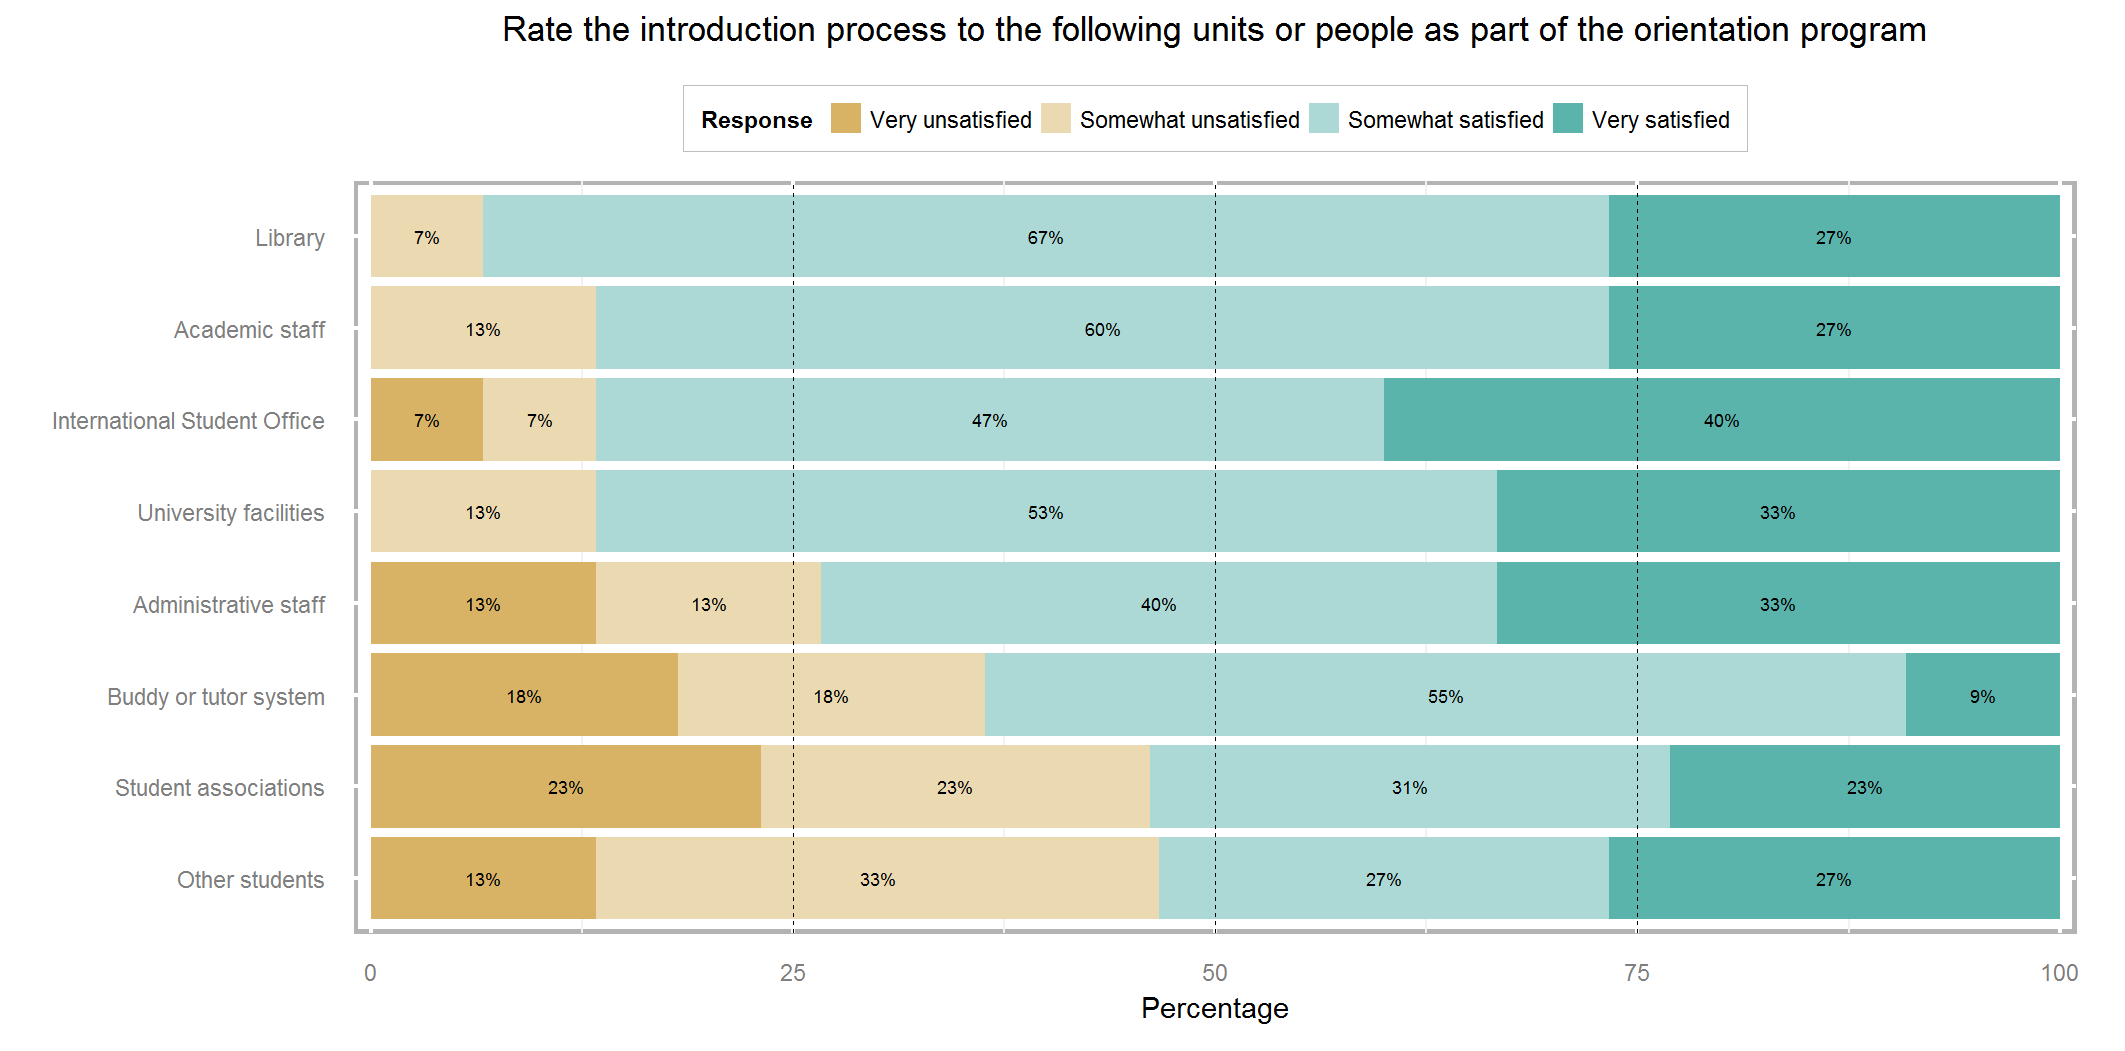 Rate the introduction process to the following units or people as part of the orientation program
Response Very unsatisfied Somewhat unsatisfied Somewhat satisfied Very satisfied
Library 7% 67% 27%
Academic staff 13% 60% 27%
International Student Office 7% 7% 47% 40%
University facilities 13% 53% 33%
Administrative staff 13% 13% 40% 33%
Buddy or tutor system 18% 18% 55% 9%
Student associations 23% 23% 31% 23%
Other students 13% 33% 27% 27%
0 25 50 75 100
Percentage